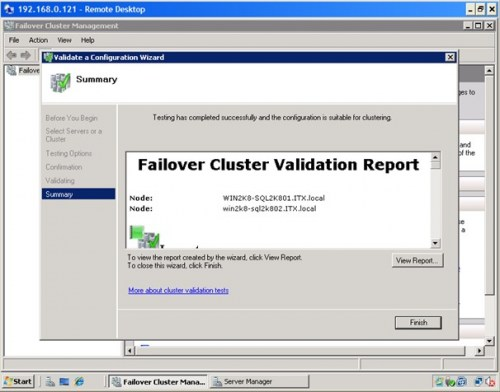 192.168.0.121 - Remote Desktop
Failover Cluster Management
File Action View Help
Failover
Validate a Configuration Wizard
Summary
Before You Begin
Select Servers or a
Cluster
Testing Options
Confirmation
Validating
Summary
Testing has completed successfully and the configuration is suitable for clustering.
Failover Cluster Validation Report
Node: WIN2K8-SQL2K801.ITX.local
Node: win2k8-sql2k802.ITX.local
To view the report created by the wizard, click View Report.
To close this wizard, click Finish.
View Report...
More about cluster validation tests
Finish
ges to
and
of the
Start
Failover Cluster Mana...
Server Manager